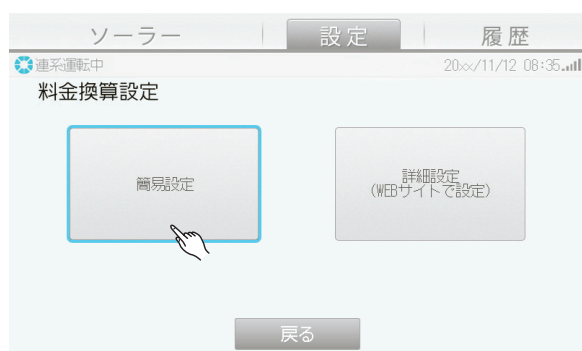 ソーラー 設定 履歴
連系運転中 20××/11/12 08:35
料金換算設定
簡易設定
詳細設定
(WEBサイトで設定)
戻る